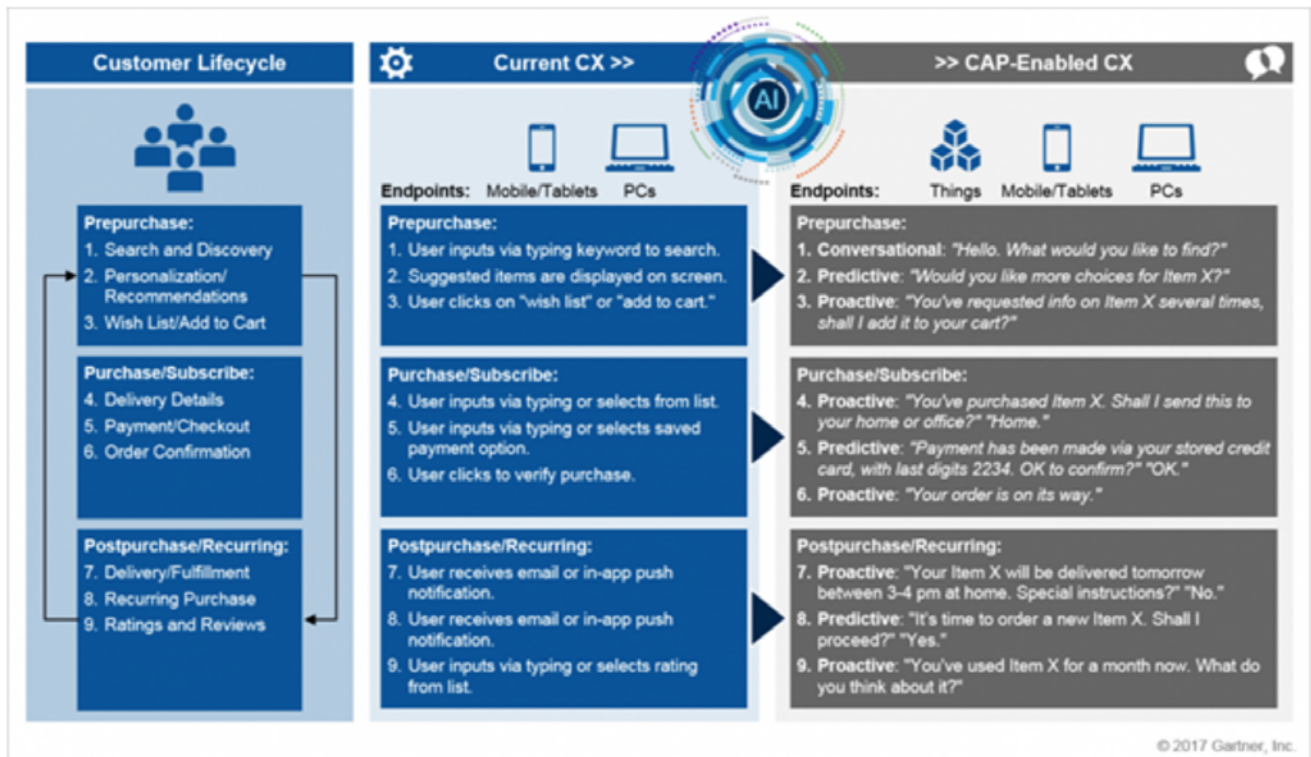 Customer Lifecycle
Current CX >>
AI
>> CAP-Enabled CX
Endpoints: Mobile/Tablets PCs
Endpoints: Things Mobile/Tablets PCs
Prepurchase:
1. Search and Discovery
2. Personalization/
Recommendations
3. Wish List/Add to Cart
Prepurchase:
1. User inputs via typing keyword to search.
2. Suggested items are displayed on screen.
3. User clicks on "wish list" or "add to cart."
Prepurchase:
1. Conversational: "Hello. What would you like to find?"
2. Predictive: "Would you like more choices for Item X?"
3. Proactive: "You've requested info on Item X several times,
shall I add it to your cart?"
Purchase/Subscribe:
4. Delivery Details
5. Payment/Checkout
6. Order Confirmation
Purchase/Subscribe:
4. User inputs via typing or selects from list.
5. User inputs via typing or selects saved
payment option.
6. User clicks to verify purchase.
Purchase/Subscribe:
4. Proactive: "You've purchased Item X. Shall I send this to
your home or office?" "Home."
5. Predictive: "Payment has been made via your stored credit
card, with last digits 2234. OK to confirm?" "OK."
6. Proactive: "Your order is on its way."
Postpurchase/Recurring:
7. Delivery/Fulfillment
8. Recurring Purchase
9. Ratings and Reviews
Postpurchase/Recurring:
7. User receives email or in-app push
notification.
8. User receives email or in-app push
notification.
9. User inputs via typing or selects rating
from list.
Postpurchase/Recurring:
7. Proactive: "Your Item X will be delivered tomorrow
between 3-4 pm at home. Special instructions?" "No."
8. Predictive: "It's time to order a new Item X. Shall I
proceed?" "Yes."
9. Proactive: "You've used Item X for a month now. What do
you think about it?"
© 2017 Gartner, Inc.